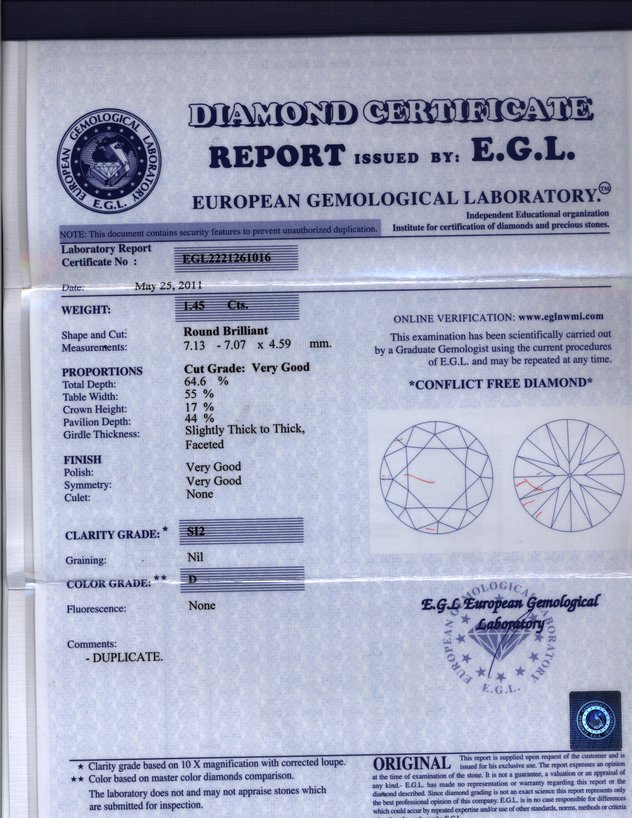 EUROPEAN GEMOLOGICAL LABORATORY
E.G.L.
DIAMOND CERTIFICATE
REPORT ISSUED BY: E.G.L.
EUROPEAN GEMOLOGICAL LABORATORY.™
Independent Educational organization
Institute for certification of diamonds and precious stones.
NOTE: This document contains security features to prevent unauthorized duplication.
Laboratory Report
Certificate No : EGL2221261016
Date: May 25, 2011
WEIGHT: 1.45 Cts.
Shape and Cut: Round Brilliant
Measurements: 7.13 - 7.07 x 4.59 mm.
PROPORTIONS Cut Grade: Very Good
Total Depth: 64.6 %
Table Width: 55 %
Crown Height: 17 %
Pavilion Depth: 44 %
Girdle Thickness: Slightly Thick to Thick,
Faceted
FINISH
Polish: Very Good
Symmetry: Very Good
Culet: None
CLARITY GRADE: * SI2
Graining: Nil
COLOR GRADE: ** D
Fluorescence: None
Comments:
- DUPLICATE.
ONLINE VERIFICATION: www.eglnwmi.com
This examination has been scientifically carried out
by a Graduate Gemologist using the current procedures
of E.G.L. and may be repeated at any time.
*CONFLICT FREE DIAMOND*
E.G.L European Gemological
Laboratory
EUROPEAN GEMOLOGICAL LABORATORY
E.G.L.
★ Clarity grade based on 10 X magnification with corrected loupe.
★★ Color based on master color diamonds comparison.
The laboratory does not and may not appraise stones which
are submitted for inspection.
ORIGINAL This report is supplied upon request of the customer and is
issued for his exclusive use. The report expresses an opinion
at the time of examination of the stone. It is not a guarantee, a valuation or an appraisal of
any kind.- E.G.L. has made no representation or warranty regarding this report or the
diamond described. Since diamond grading is not an exact science this report represents only
the best professional opinion of this company. E.G.L. is in no case responsible for differences
which could occur by repeated expertise and/or use of other standards, norms, methods or criteria